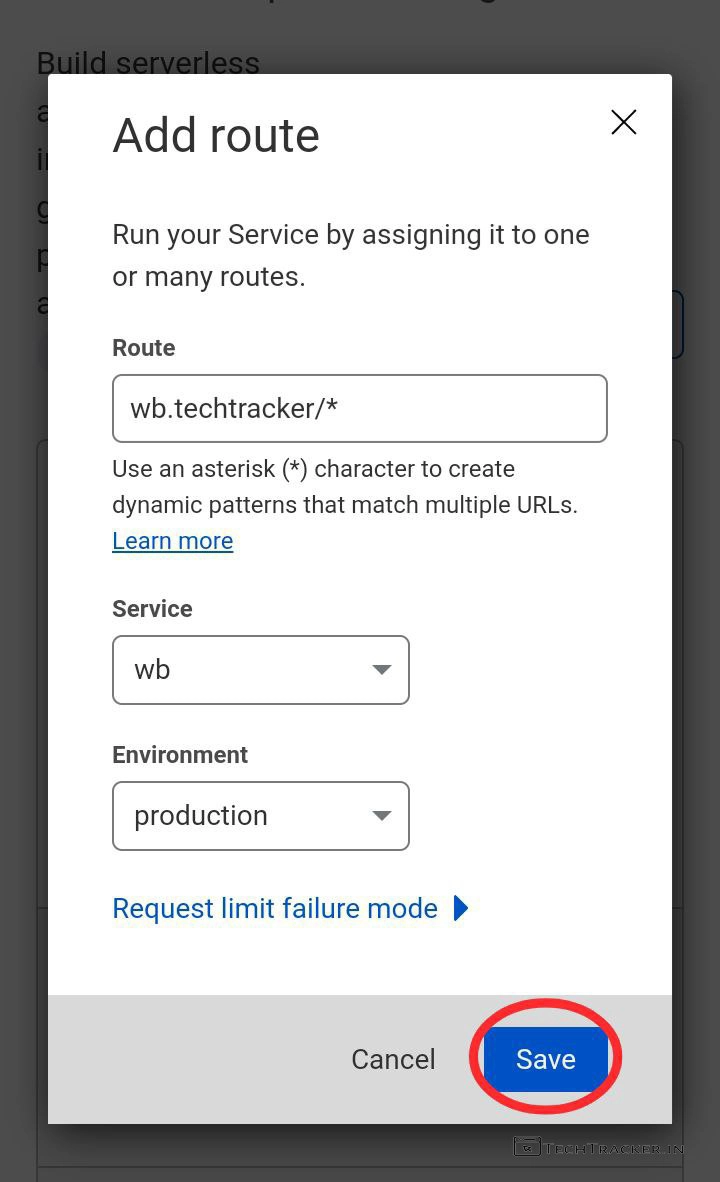 Build serverless
Add route
Run your Service by assigning it to one
or many routes.
Route
wb.techtracker/*
Use an asterisk (*) character to create
dynamic patterns that match multiple URLs.
Learn more
Service
wb
Environment
production
Request limit failure mode
Cancel
Save
TECHTRACKER.IN